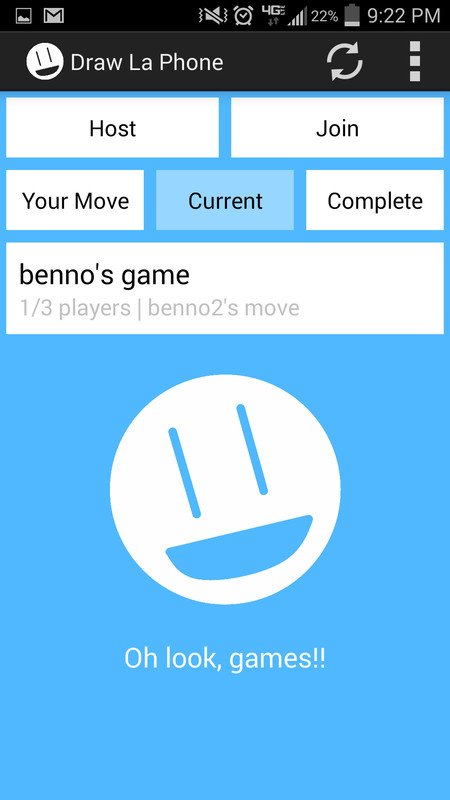 4G LTE 22% 9:22 PM
Draw La Phone
Host Join
Your Move Current Complete
benno's game
1/3 players | benno2's move
Oh look, games!!